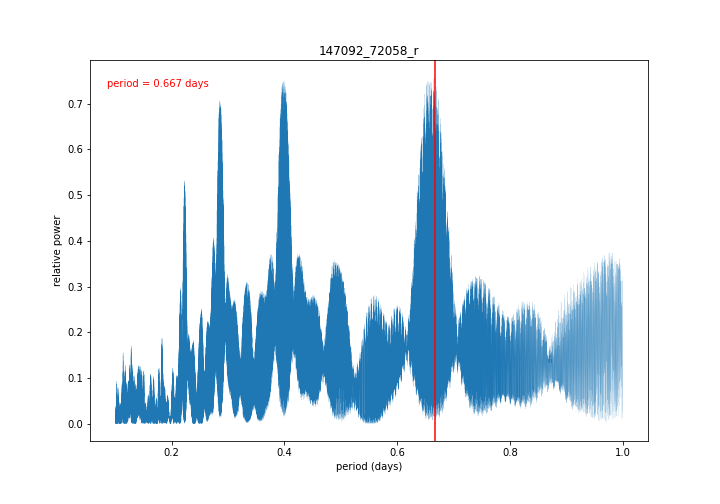 147092_72058_r
period = 0.667 days
relative power
0.7
0.6
0.5
0.4
0.3
0.2
0.1
0.0
0.2 0.4 0.6 0.8 1.0
period (days)